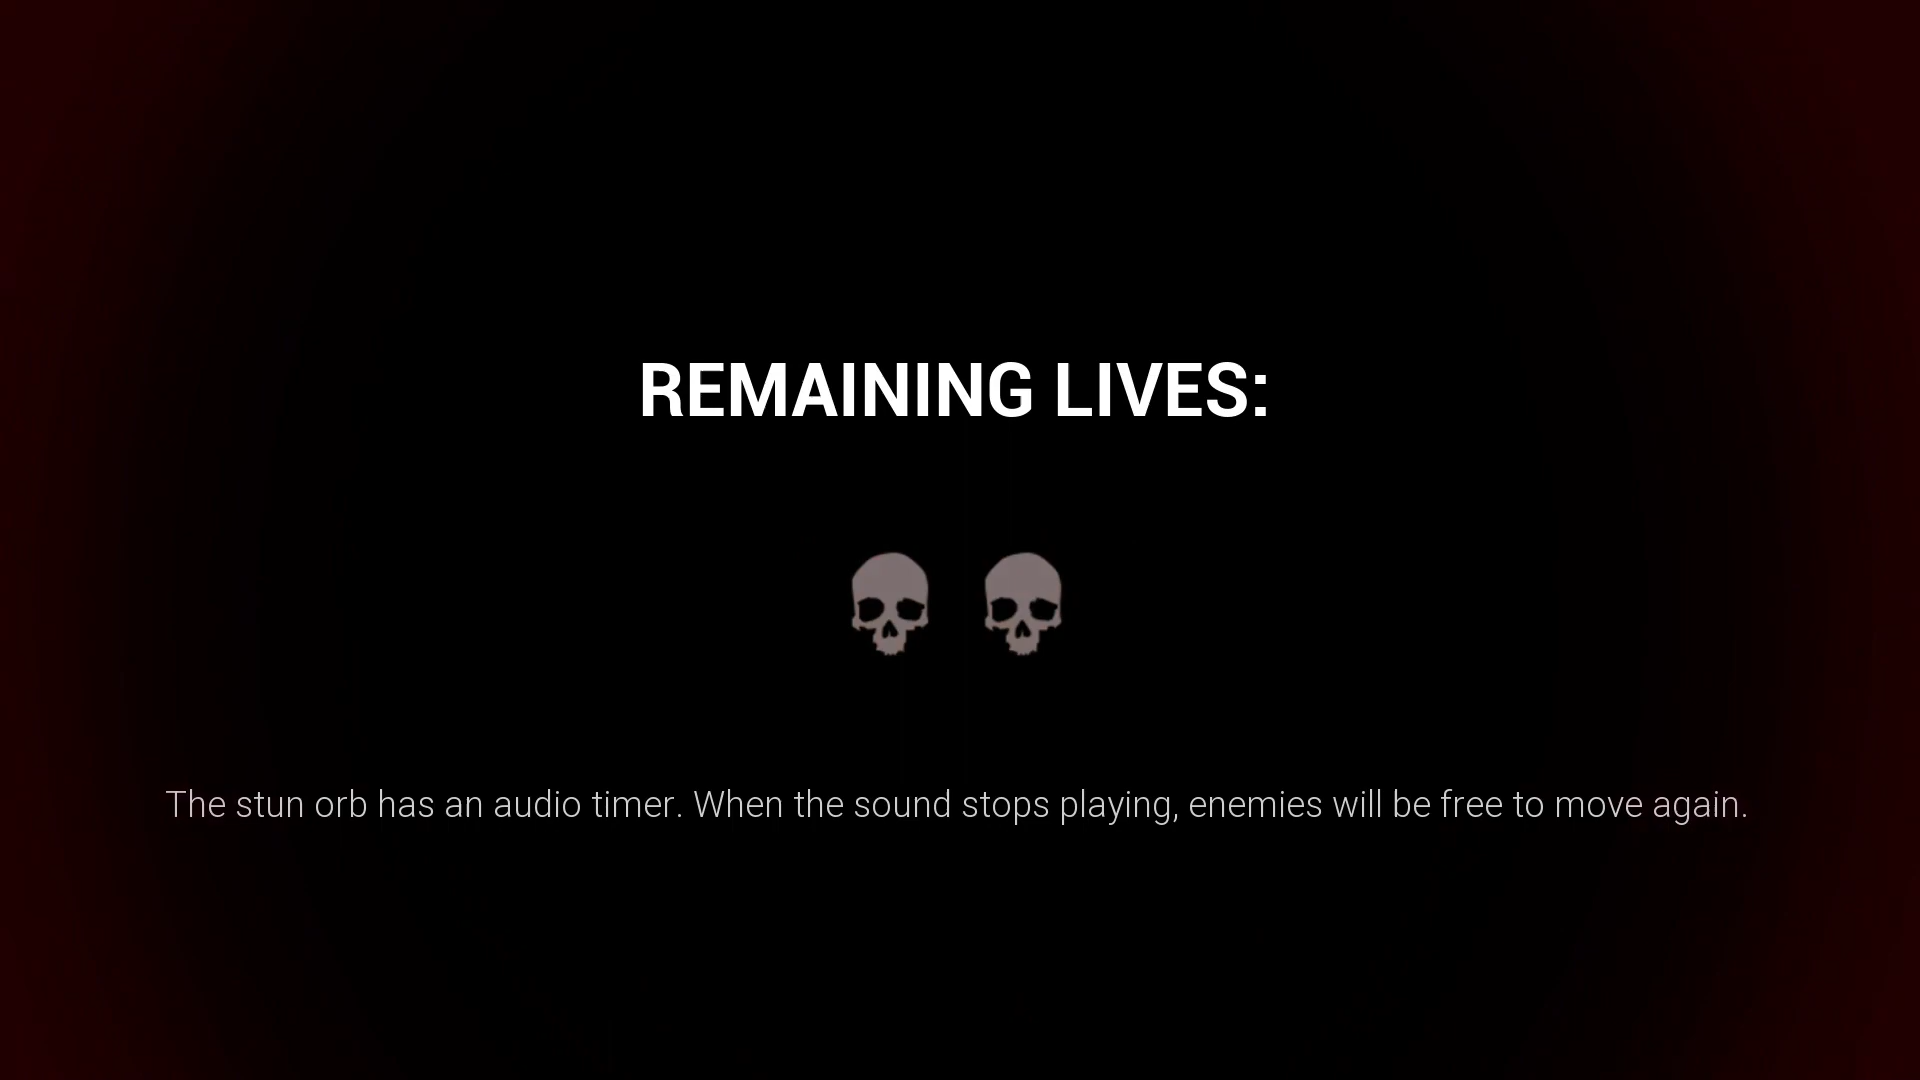 REMAINING LIVES:
The stun orb has an audio timer. When the sound stops playing, enemies will be free to move again.